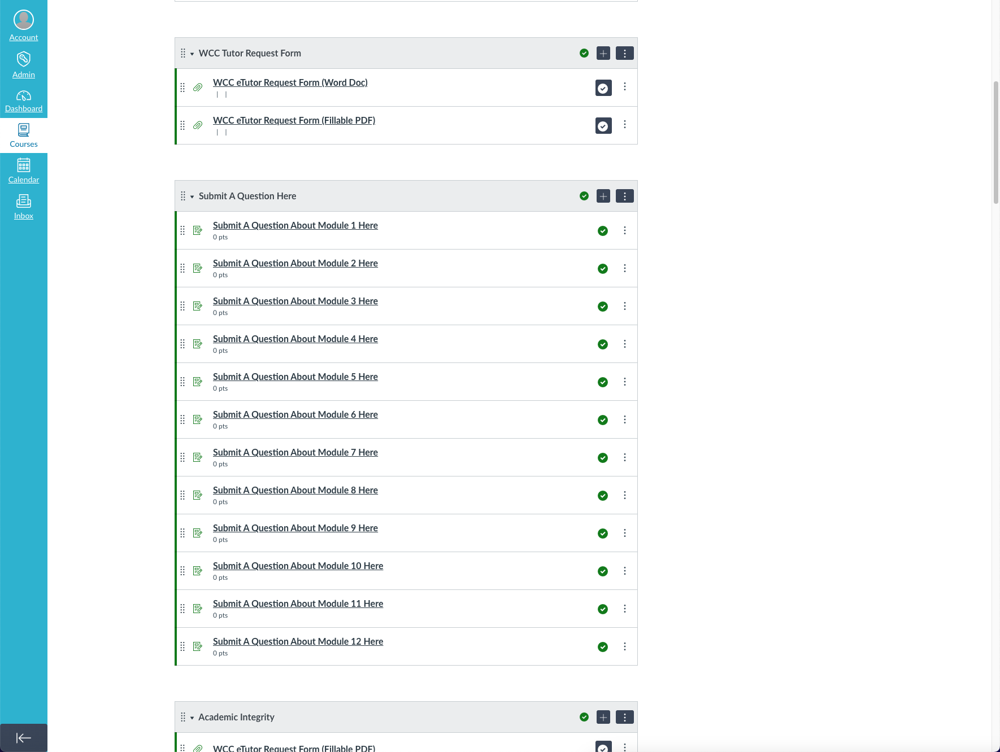 Account
Admin
Dashboard
Courses
Calendar
Inbox
WCC Tutor Request Form
WCC eTutor Request Form (Word Doc)
| |
WCC eTutor Request Form (Fillable PDF)
| |
Submit A Question Here
Submit A Question About Module 1 Here
0 pts
Submit A Question About Module 2 Here
0 pts
Submit A Question About Module 3 Here
0 pts
Submit A Question About Module 4 Here
0 pts
Submit A Question About Module 5 Here
0 pts
Submit A Question About Module 6 Here
0 pts
Submit A Question About Module 7 Here
0 pts
Submit A Question About Module 8 Here
0 pts
Submit A Question About Module 9 Here
0 pts
Submit A Question About Module 10 Here
0 pts
Submit A Question About Module 11 Here
0 pts
Submit A Question About Module 12 Here
0 pts
Academic Integrity
WCC eTutor Request Form (Fillable PDF)